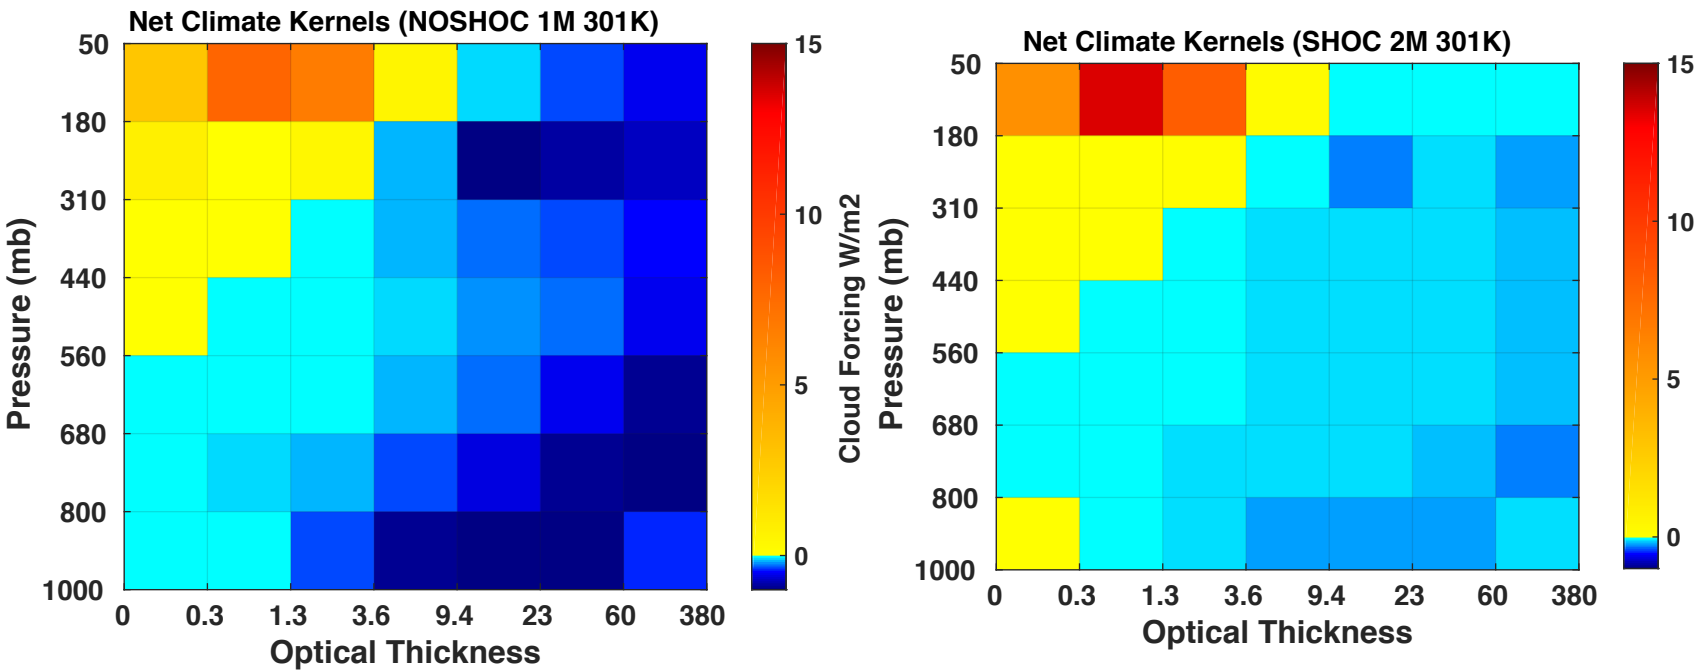 Net Climate Kernels (NOSHOC 1M 301K)
50
180
310
440
560
680
800
1000
Pressure (mb)
0 0.3 1.3 3.6 9.4 23 60 380
Optical Thickness
15
10
5
0
Cloud Forcing W/m2
Net Climate Kernels (SHOC 2M 301K)
50
180
310
440
560
680
800
1000
Pressure (mb)
0 0.3 1.3 3.6 9.4 23 60 380
Optical Thickness
15
10
5
0